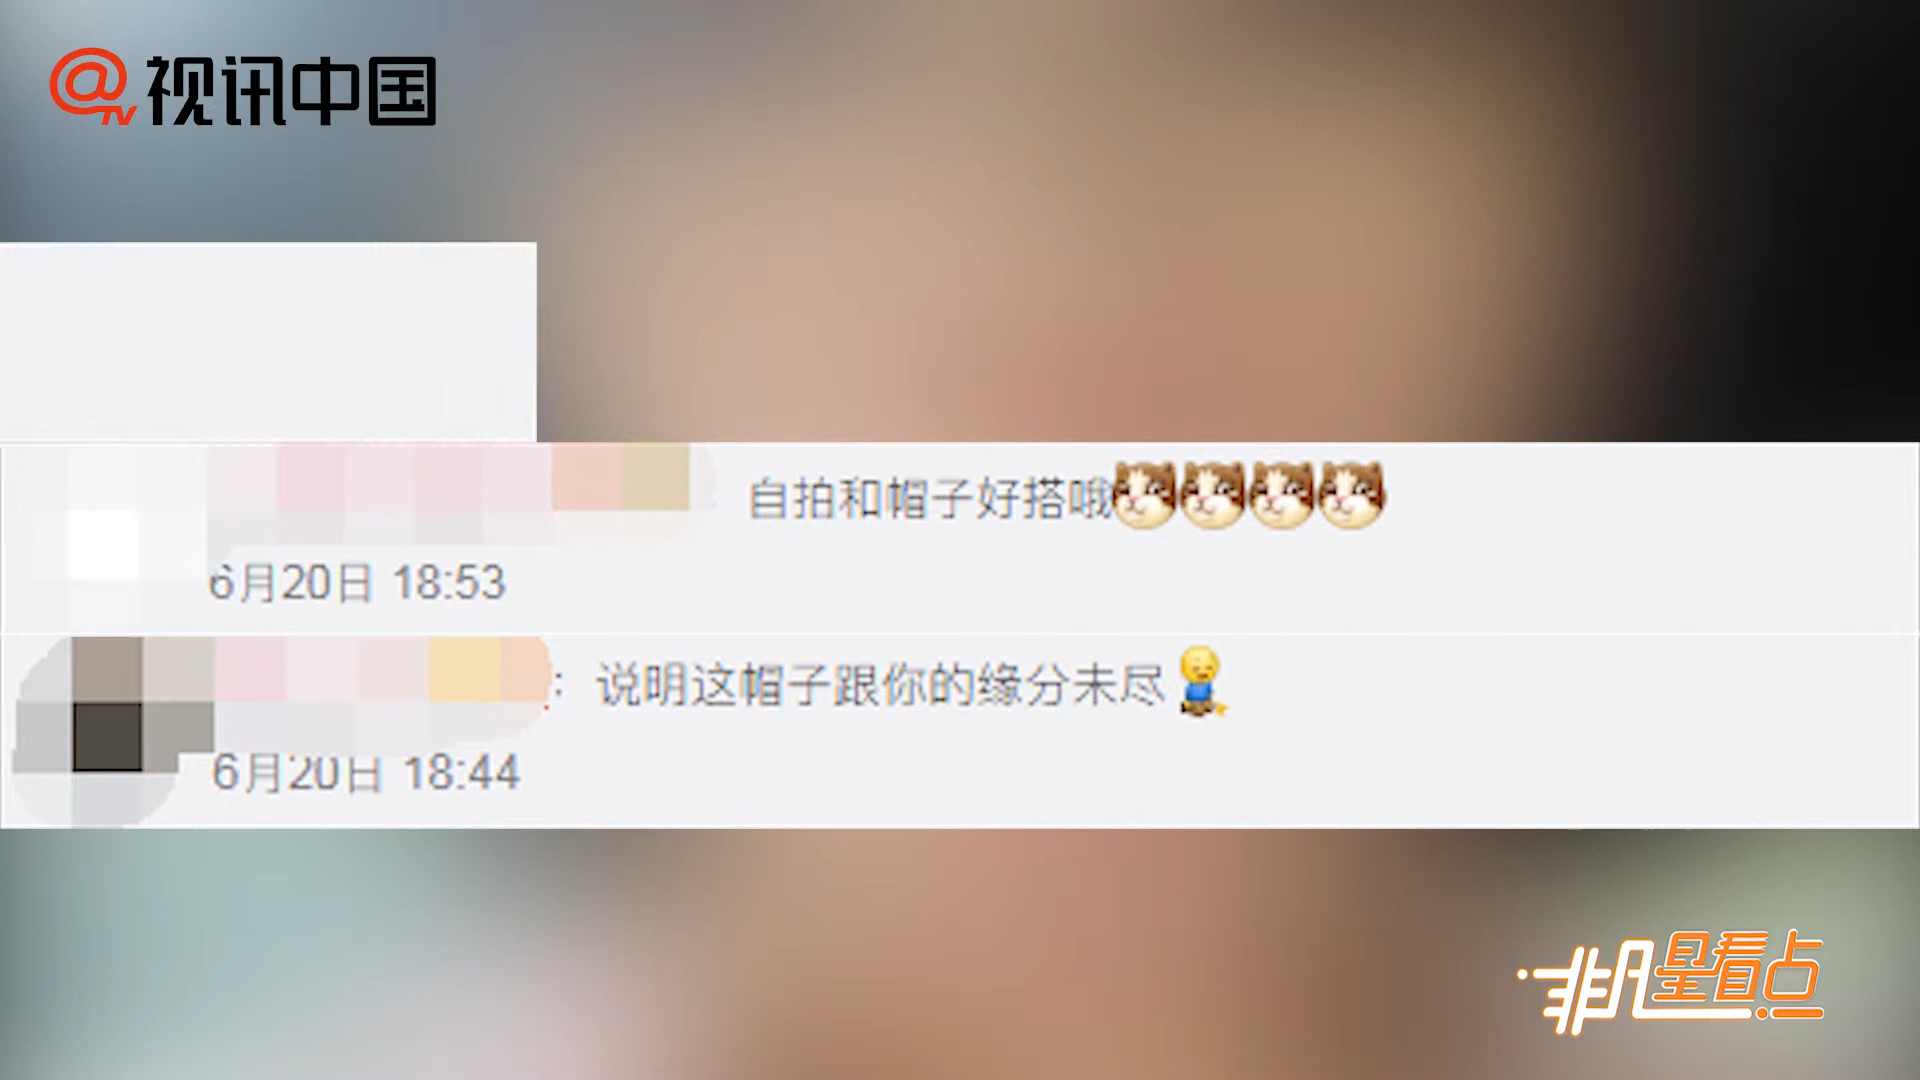 @TV 视讯中国
自拍和帽子好搭哦
6月20日 18:53
: 说明这帽子跟你的缘分未尽
6月20日 18:44
非凡星看点